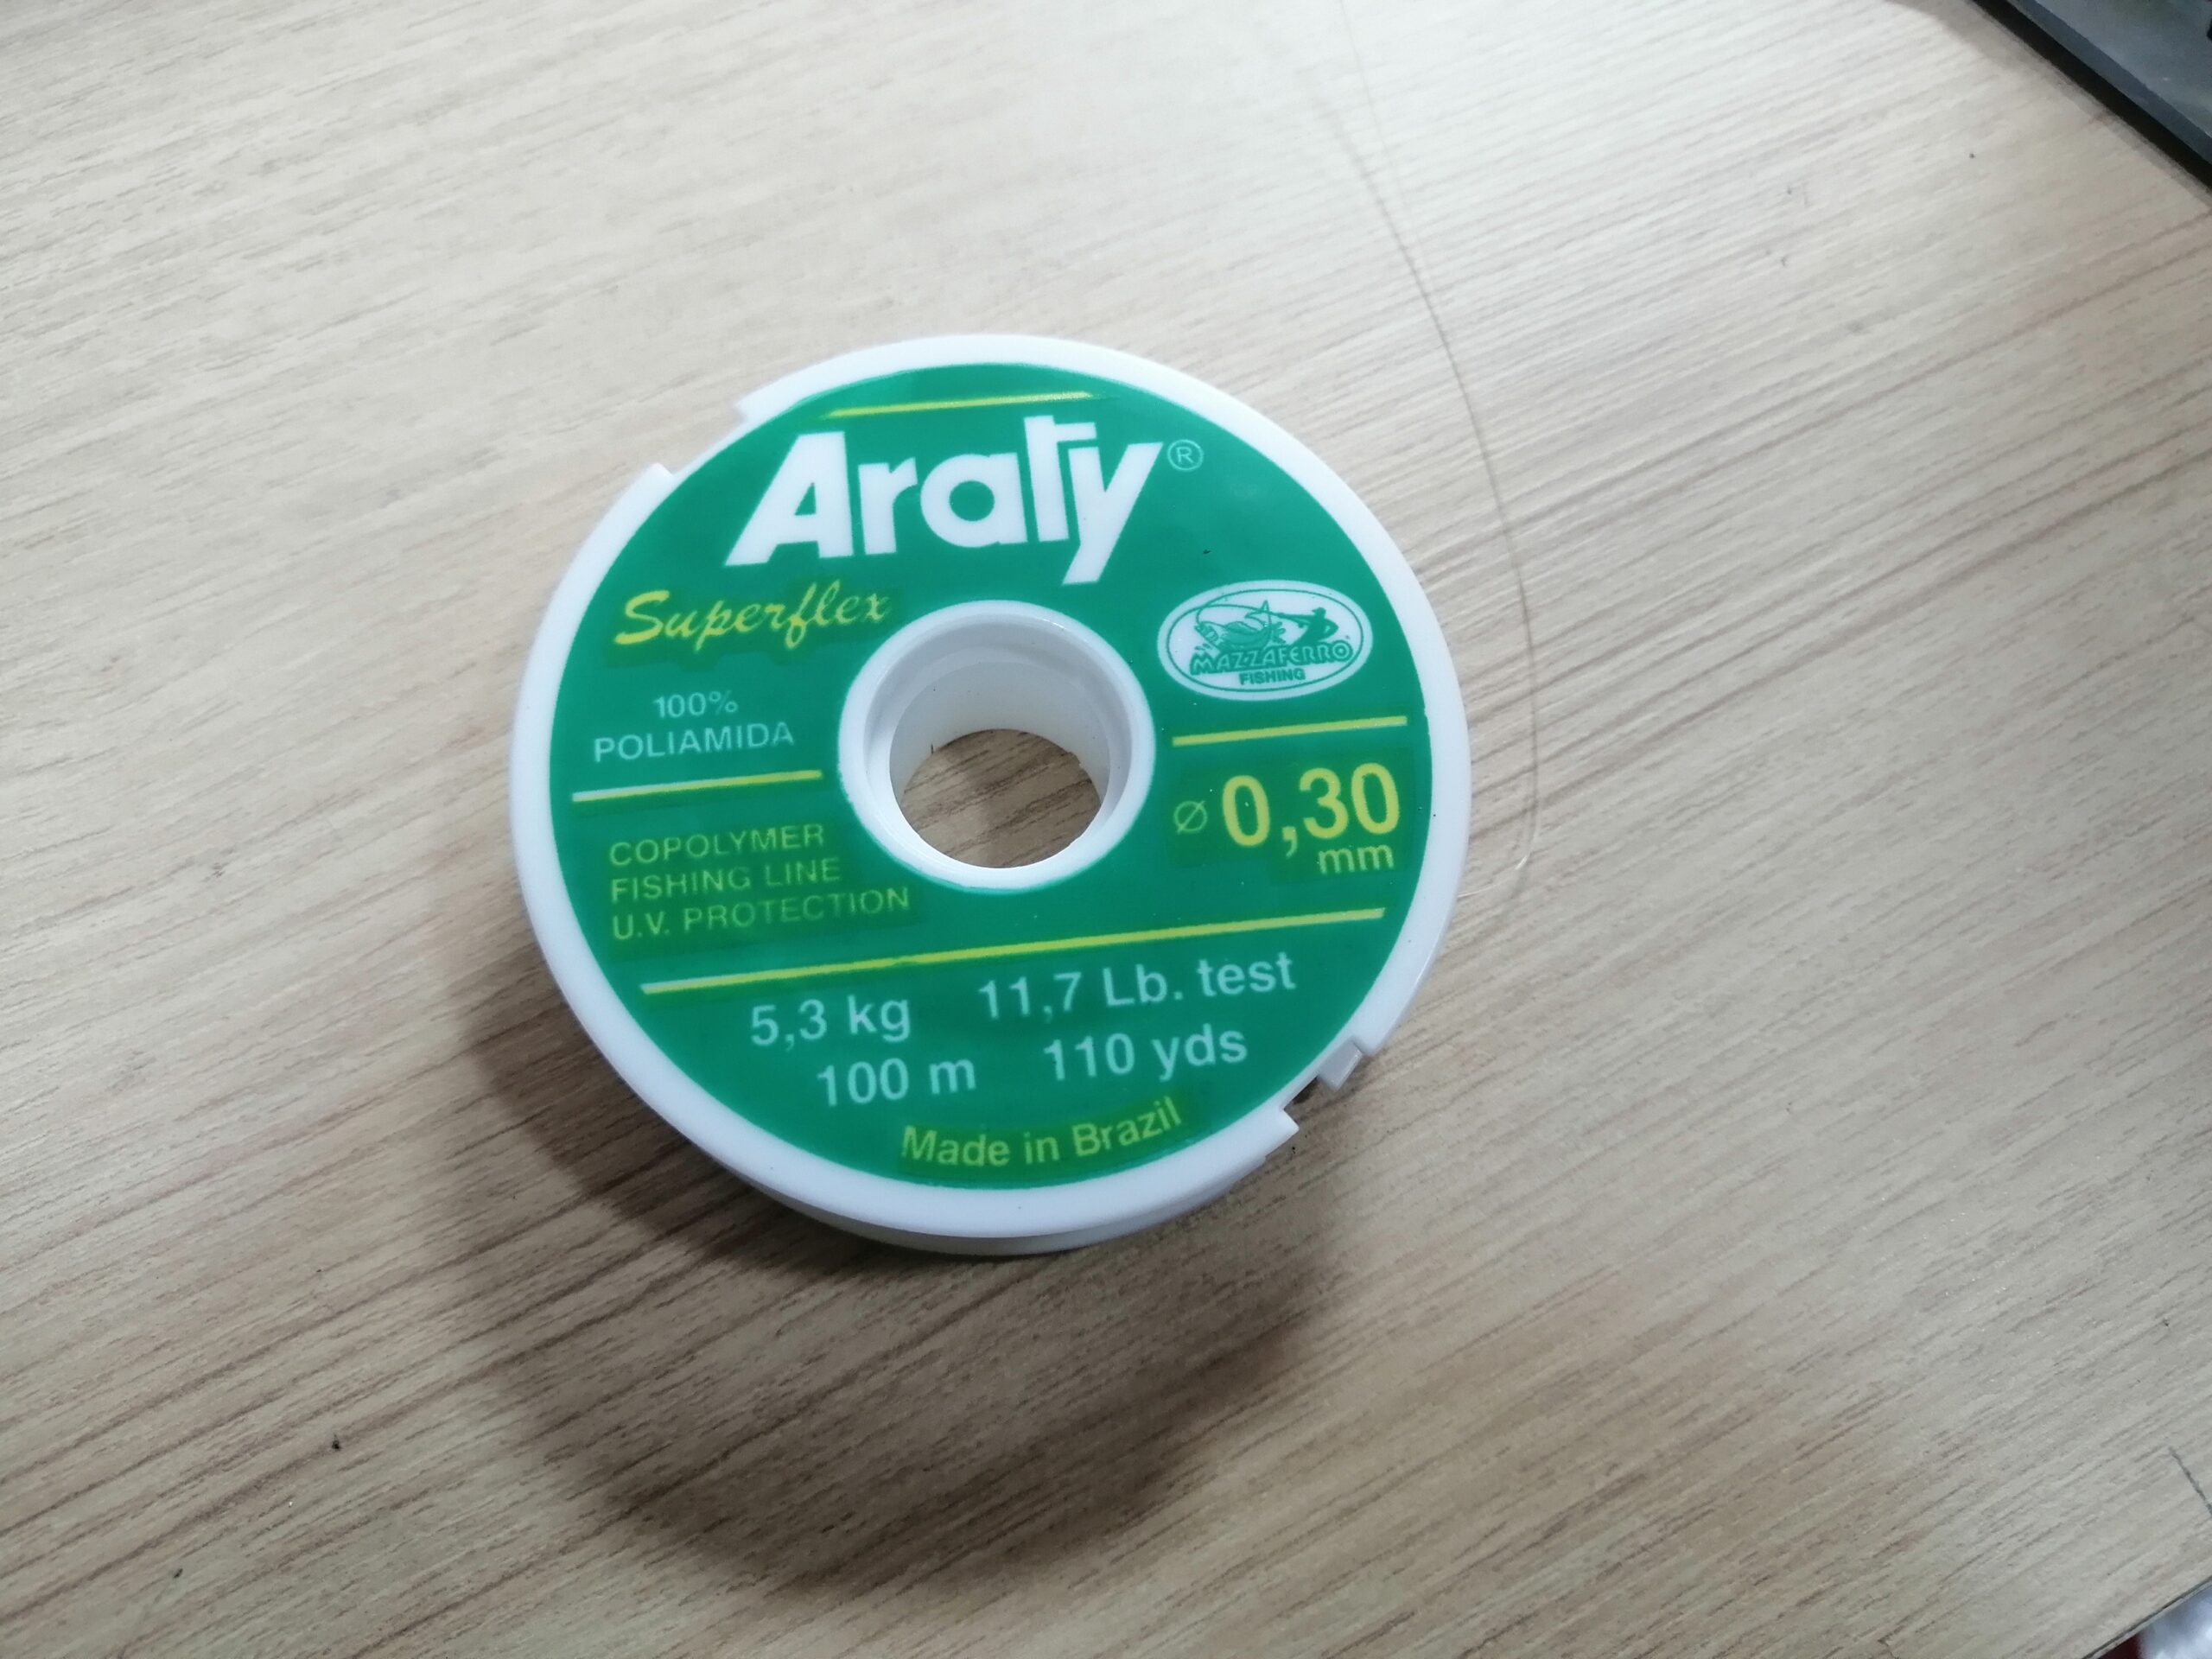 Araty®
Superflex
MAZZAFERRO
FISHING
100%
POLIAMIDA
ø 0,30
mm
COPOLYMER
FISHING LINE
U.V. PROTECTION
5,3 kg 11,7 Lb. test
100 m 110 yds
Made in Brazil